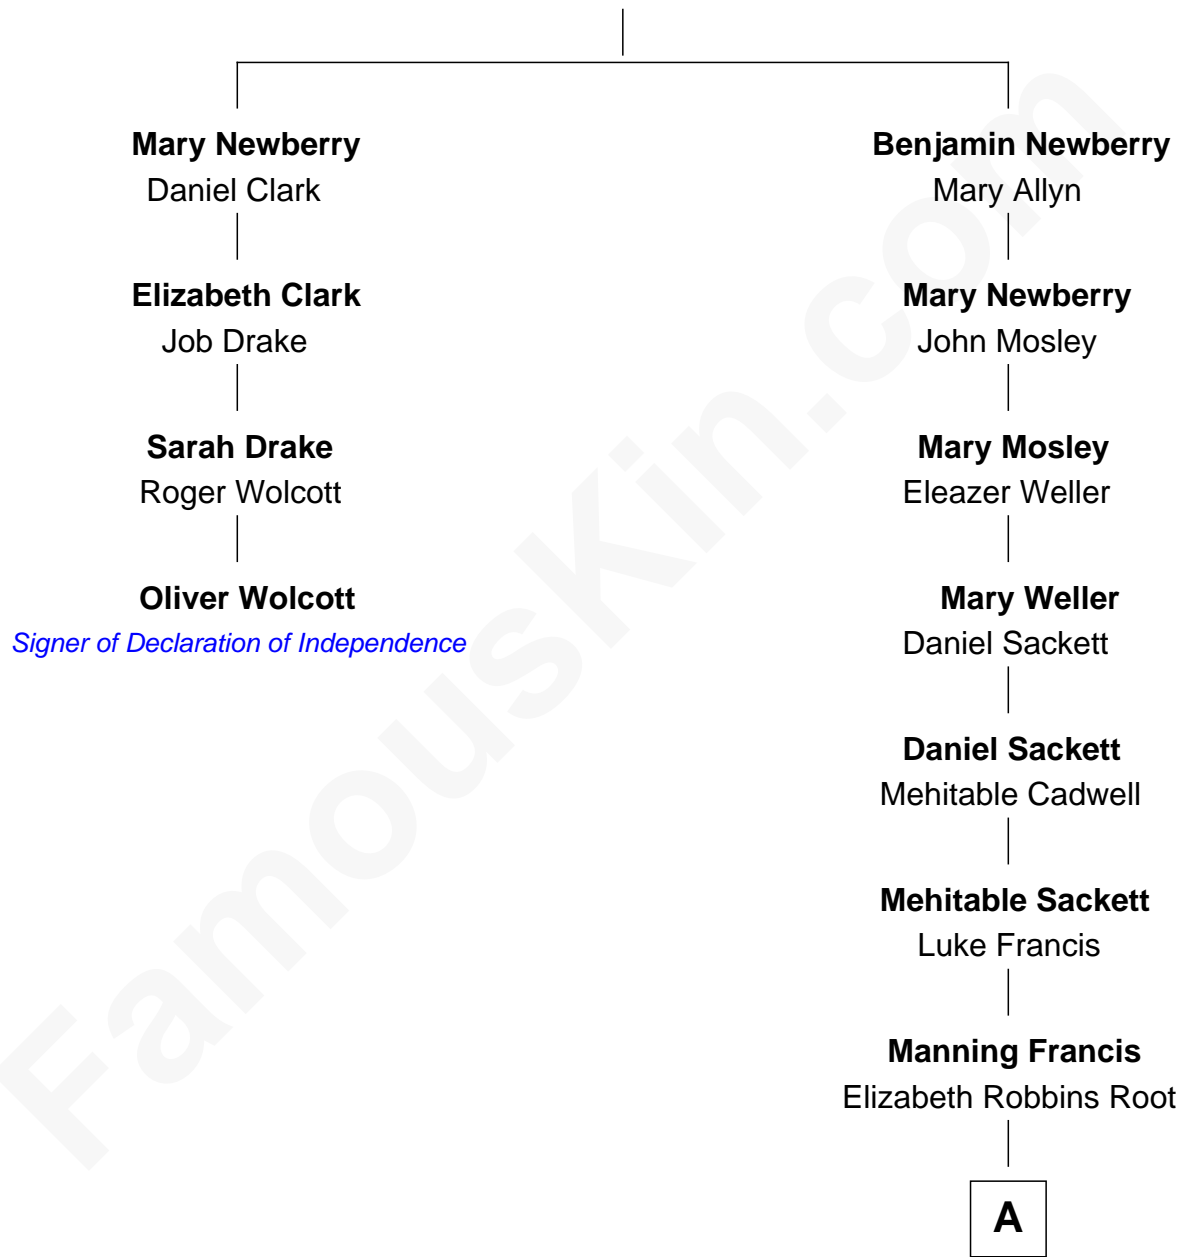 Mary Newberry
Daniel Clark
Elizabeth Clark
Job Drake
Sarah Drake
Roger Wolcott
Oliver Wolcott
Signer of Declaration of Independence
Benjamin Newberry
Mary Allyn
Mary Newberry
John Mosley
Mary Mosley
Eleazer Weller
Mary Weller
Daniel Sackett
Daniel Sackett
Mehitable Cadwell
Mehitable Sackett
Luke Francis
Manning Francis
Elizabeth Robbins Root
A
FamousKin.com